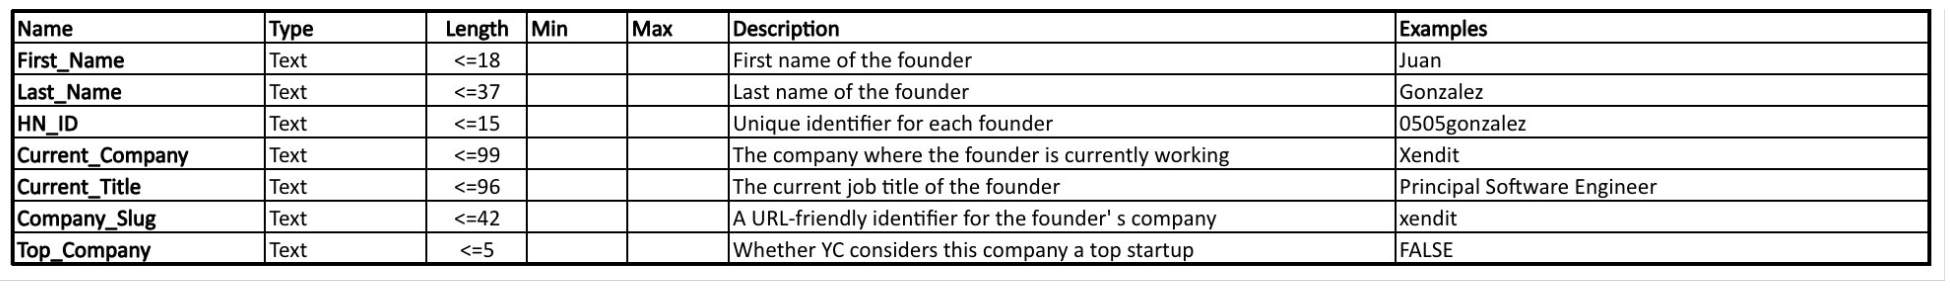 Name Type Length Min Max Description Examples
First_Name Text <=18 First name of the founder Juan
Last_Name Text <=37 Last name of the founder Gonzalez
HN_ID Text <=15 Unique identifier for each founder 0505gonzalez
Current_Company Text <=99 The company where the founder is currently working Xendit
Current_Title Text <=96 The current job title of the founder Principal Software Engineer
Company_Slug Text <=42 A URL-friendly identifier for the founder' s company xendit
Top_Company Text <=5 Whether YC considers this company a top startup FALSE